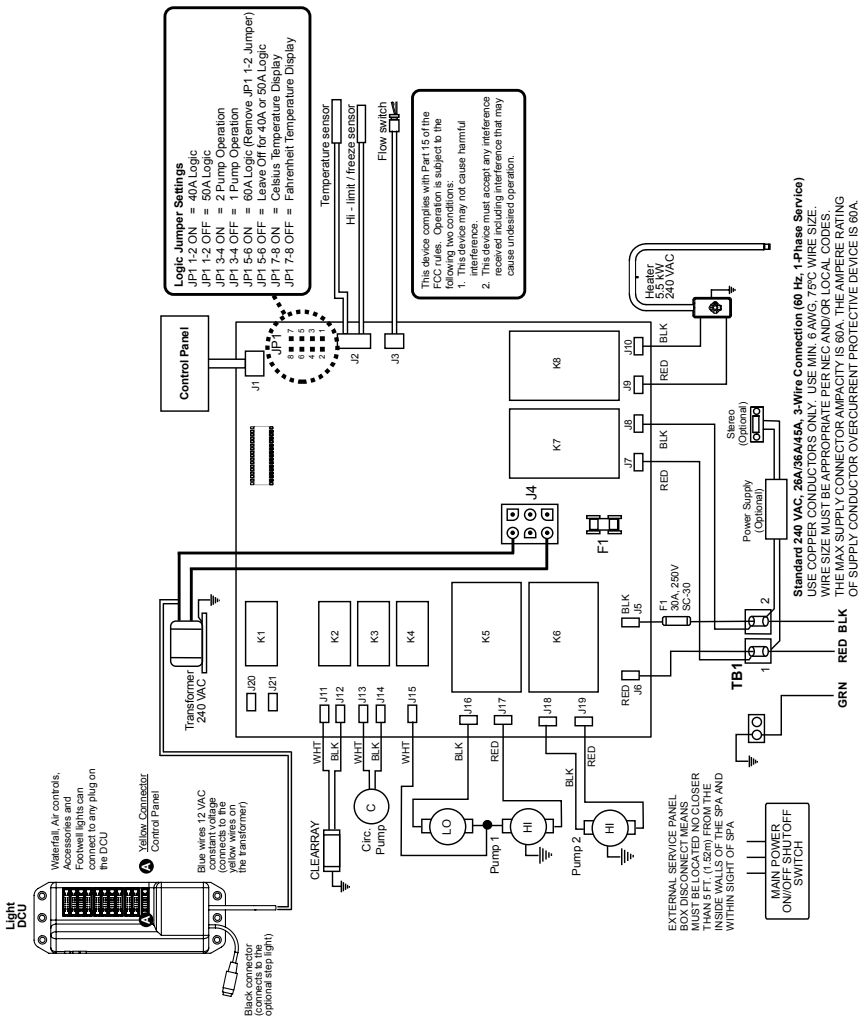 Light
DCU
Waterfall, Air controls,
Accessories and
Footwell lights can
connect to any plug on
the DCU
A
A
Yellow Connector
Control Panel
Blue wires 12 VAC
constant voltage
(connects to the
yellow wires on
the transformer)
Black connector
(connects to the
optional step light)
Transformer
240 VAC
Control Panel
J1
JP1
8
7
6
5
4
3
2
1
Logic Jumper Settings
JP1 1-2 ON = 40A Logic
JP1 1-2 OFF = 50A Logic
JP1 3-4 ON = 2 Pump Operation
JP1 3-4 OFF = 1 Pump Operation
JP1 5-6 ON = 60A Logic (Remove JP1 1-2 Jumper)
JP1 5-6 OFF = Leave Off for 40A or 50A Logic
JP1 7-8 ON = Celsius Temperature Display
JP1 7-8 OFF = Fahrenheit Temperature Display
J2
Temperature sensor
Hi - limit / freeze sensor
J3
Flow switch
This device complies with Part 15 of the
FCC rules. Operation is subject to the
following two conditions:
1. This device may not cause harmful
interference.
2. This device must accept any interference
received including interference that may
cause undesired operation.
J20
J21
K1
K2
K3
K4
J4
J11
J12
J13
J14
J15
WHT
BLK
WHT
BLK
WHT
CLEARRAY
C
Circ.
Pump
K5
K6
F1
K7
K8
J16
J17
J18
J19
BLK
RED
BLK
RED
LO
HI
Pump 1
HI
Pump 2
RED
J6
BLK
J5
F1
30A, 250V
SC-30
J7
J8
J9
J10
RED
BLK
RED
BLK
Heater
5.5 kW
240 VAC
Stereo
(Optional)
Power Supply
(Optional)
TB1
1
2
GRN
RED
BLK
EXTERNAL SERVICE PANEL
BOX DISCONNECT MEANS
MUST BE LOCATED NO CLOSER
THAN 5 FT. (1.52m) FROM THE
INSIDE WALLS OF THE SPA AND
WITHIN SIGHT OF SPA
MAIN POWER
ON//OFF SHUTOFF
SWITCH
Standard 240 VAC, 26A/36A/45A, 3-Wire Connection (60 Hz, 1-Phase Service)
USE COPPER CONDUCTORS ONLY. USE MIN. 6 AWG, 75ºC WIRE SIZE.
WIRE SIZE MUST BE APPROPRIATE PER NEC AND/OR LOCAL CODES.
THE MAX SUPPLY CONNECTOR AMPACITY IS 60A. THE AMPERE RATING
OF SUPPLY CONDUCTOR OVERCURRENT PROTECTIVE DEVICE IS 60A.